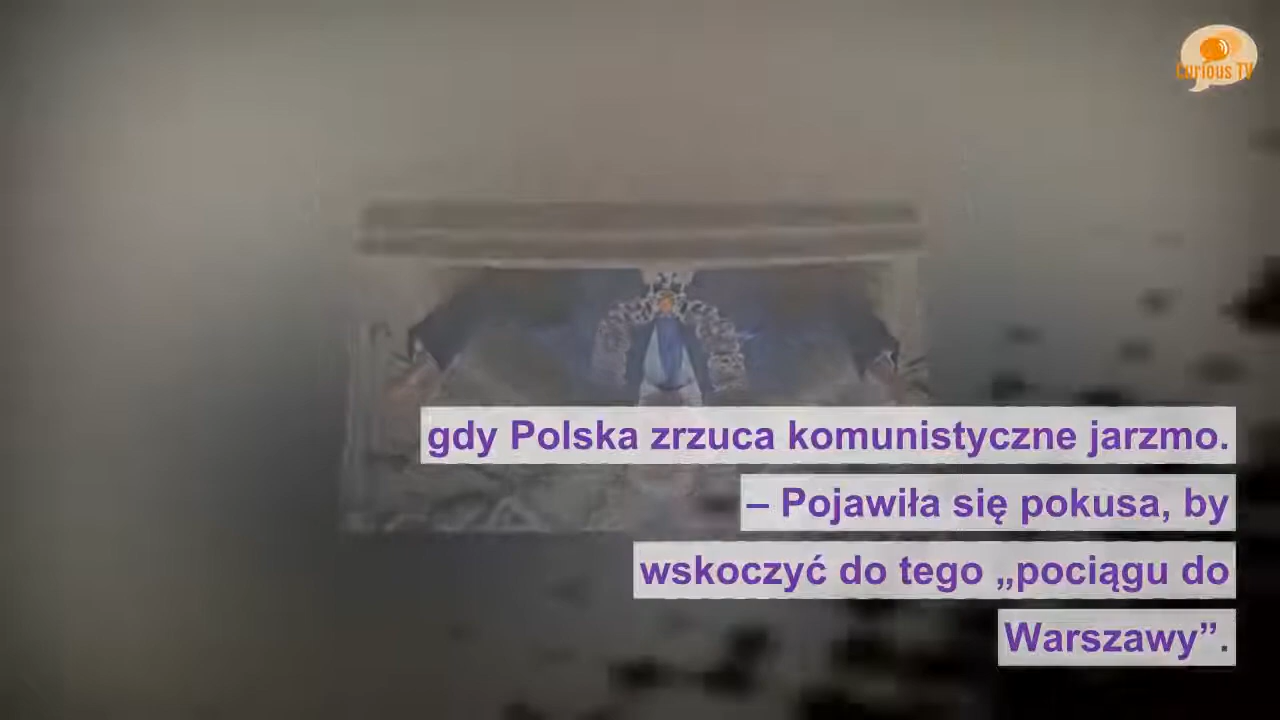 Curious TV
gdy Polska zrzuca komunistyczne jarzmo.
– Pojawiła się pokusa, by
wskoczyć do tego „pociągu do
Warszawy”.